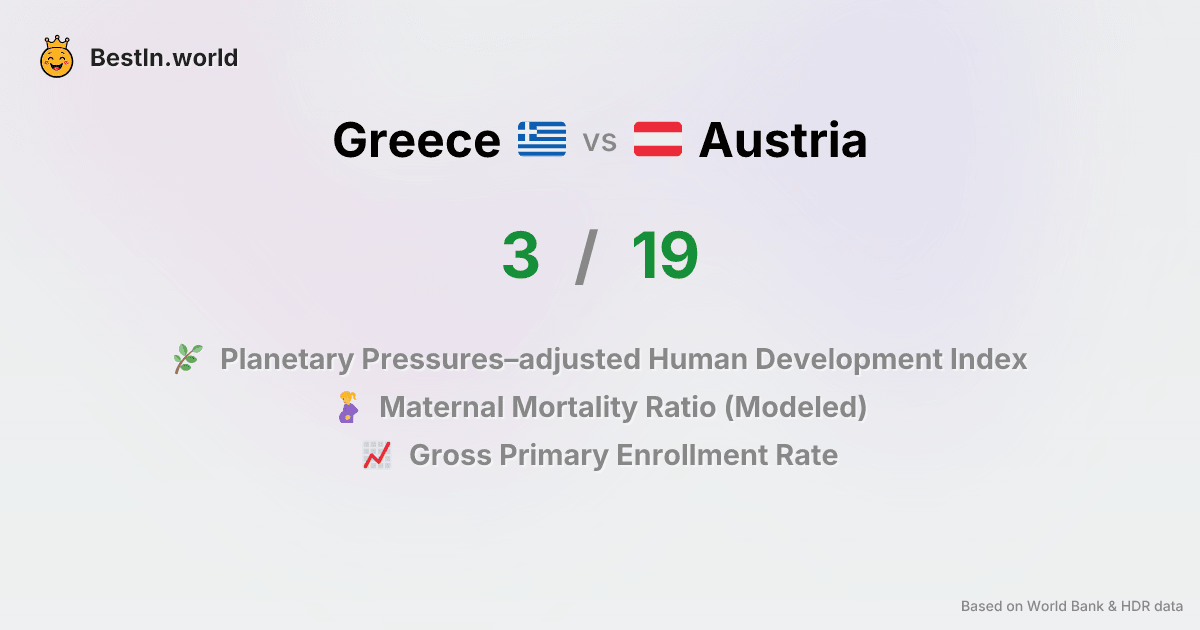 BestIn.world
Greece vs Austria
3 / 19
Planetary Pressures–adjusted Human Development Index
Maternal Mortality Ratio (Modeled)
Gross Primary Enrollment Rate
Based on World Bank & HDR data